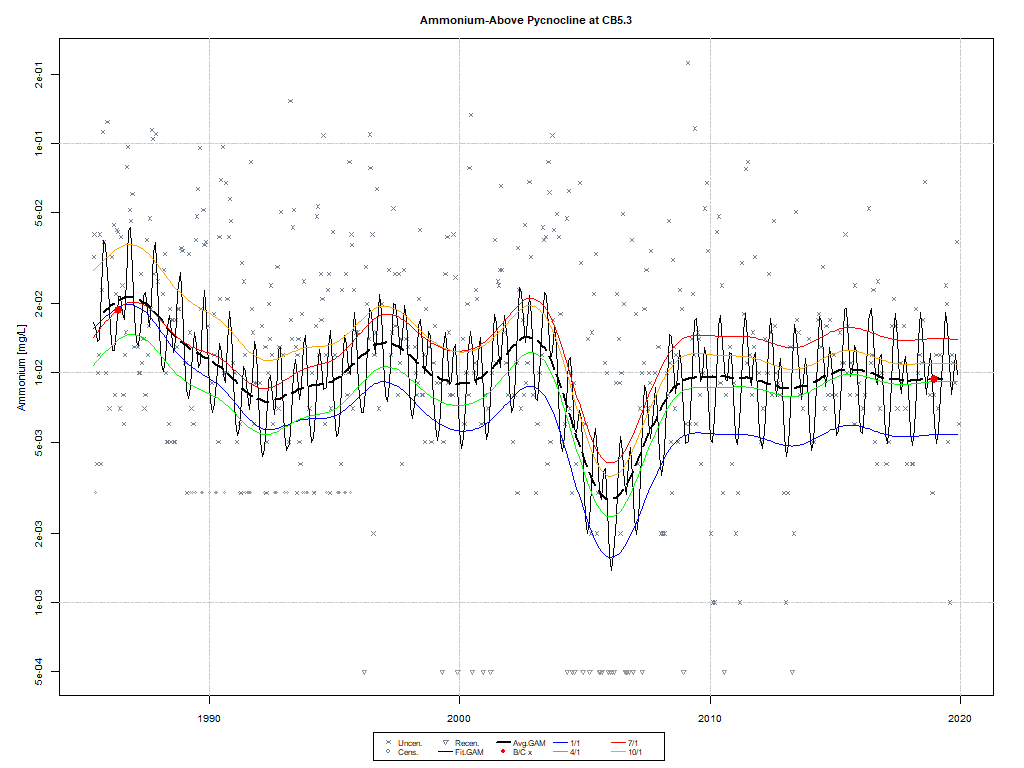 Ammonium-Above Pycnocline at CB5.3
2e-01
1e-01
5e-02
2e-02
1e-02
5e-03
2e-03
1e-03
5e-04
Ammonium [mg/L]
1990
2000
2010
2020
Uncen. Recen. Avg.GAM 1/1 7/1
Cens. Fit.GAM B/C x 4/1 10/1